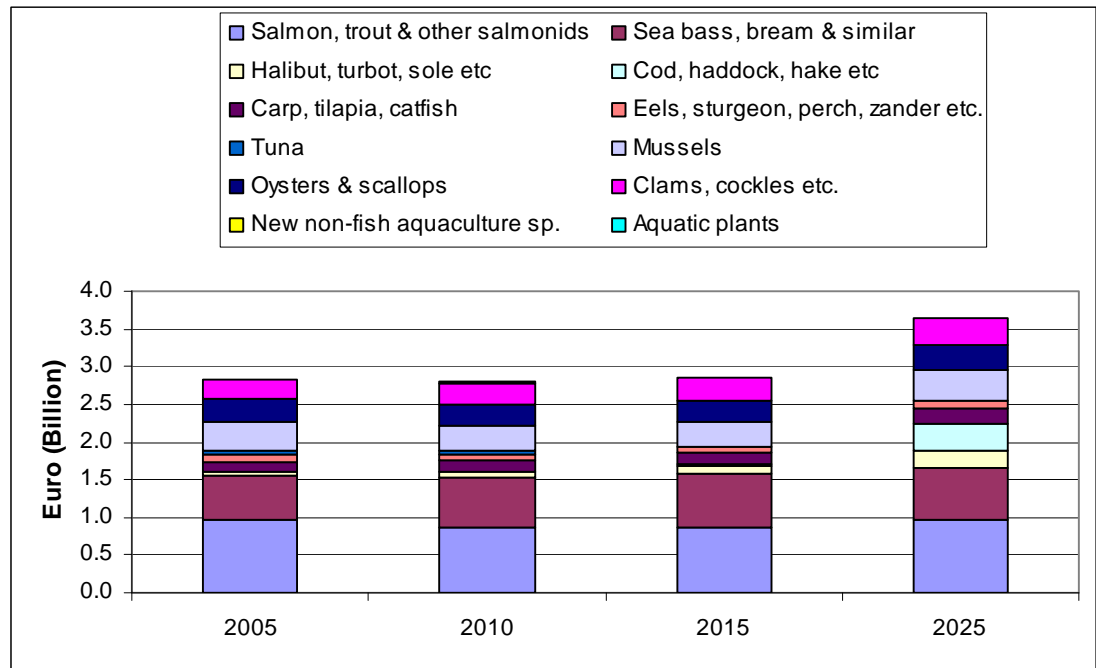 Salmon, trout & other salmonids Sea bass, bream & similar
Halibut, turbot, sole etc Cod, haddock, hake etc
Carp, tilapia, catfish Eels, sturgeon, perch, zander etc.
Tuna Mussels
Oysters & scallops Clams, cockles etc.
New non-fish aquaculture sp. Aquatic plants
4.0
3.5
3.0
2.5
2.0
1.5
1.0
0.5
0.0
Euro (Billion)
2005 2010 2015 2025